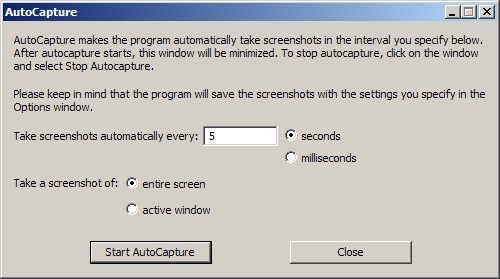 AutoCapture
AutoCapture makes the program automatically take screenshots in the interval you specify below.
After autocapture starts, this window will be minimized. To stop autocapture, click on the window
and select Stop Autocapture.
Please keep in mind that the program will save the screenshots with the settings you specify in the
Options window.
Take screenshots automatically every: 5 seconds
milliseconds
Take a screenshot of: entire screen
active window
Start AutoCapture Close